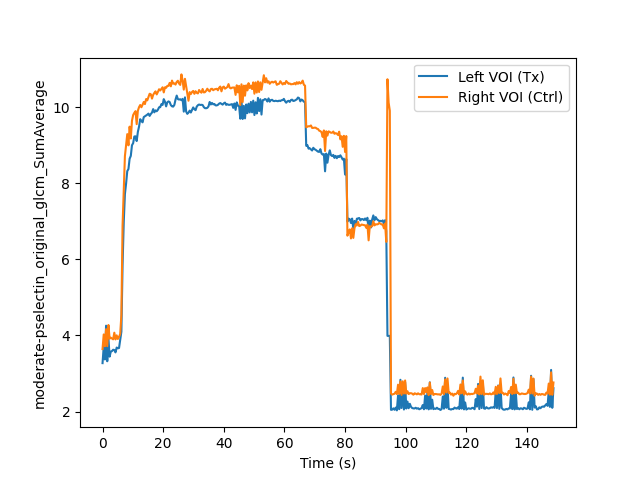 Left VOI (Tx)
Right VOI (Ctrl)
moderate-pselectin_original_glcm_SumAverage
10
8
6
4
2
0 20 40 60 80 100 120 140
Time (s)